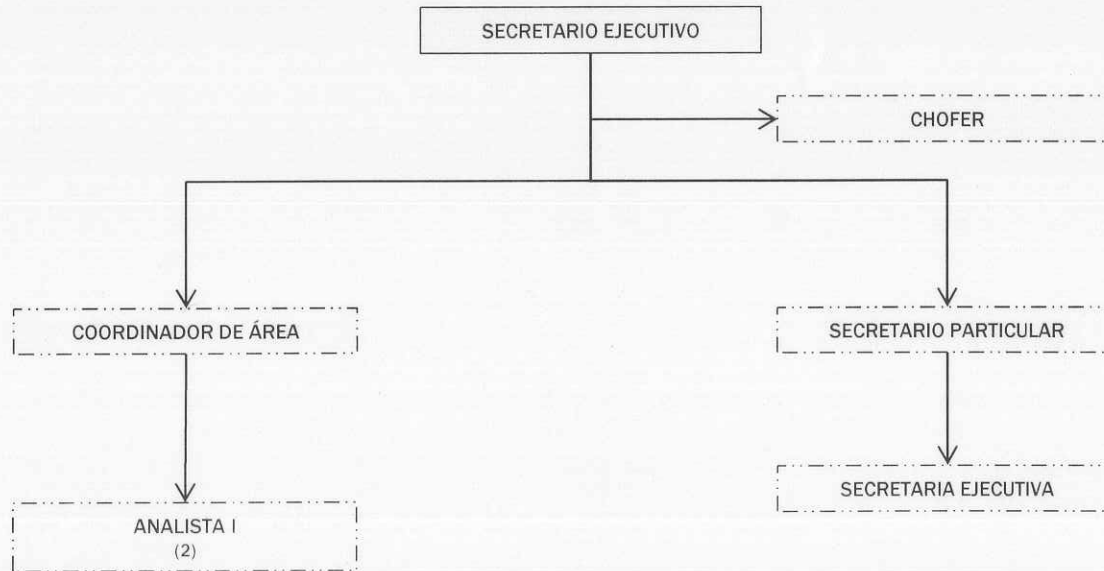 SECRETARIO EJECUTIVO
CHOFER
COORDINADOR DE ÁREA
SECRETARIO PARTICULAR
SECRETARIA EJECUTIVA
ANALISTA I
(2)